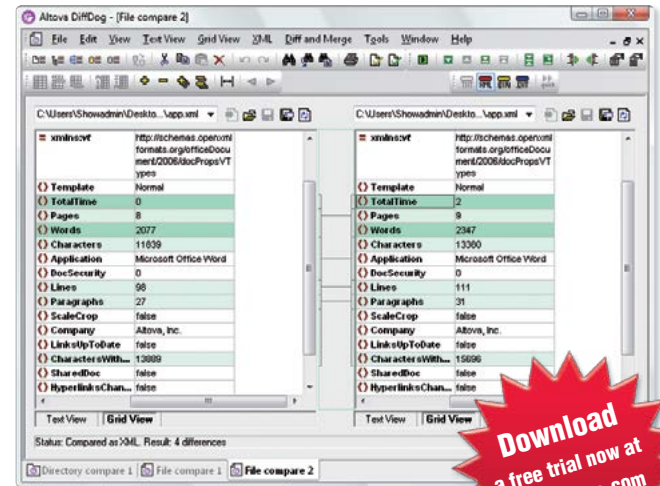 Altova DiffDog - [File compare 2]
File Edit View Text View Grid View XML Diff and Merge Tools Window Help
C:\Users\Showadmin\Deskto...\app.xml
C:\Users\Showadmin\Deskto...\app.xml
= xmlns:vt http://schemas.openxml
formats.org/officeDocu
ment/2006/docPropsVT
ypes
() Template Normal
() TotalTime 0
() Pages 8
() Words 2077
() Characters 11839
() Application Microsoft Office Word
() DocSecurity 0
() Lines 98
() Paragraphs 27
() ScaleCrop false
() Company Altova, Inc.
() LinksUpToDate false
() CharactersWith... 13889
() SharedDoc false
() HyperlinksChan... false
Text View Grid View
= xmlns:vt http://schemas.openxml
formats.org/officeDocu
ment/2006/docPropsVT
ypes
() Template Normal
() TotalTime 2
() Pages 9
() Words 2347
() Characters 13380
() Application Microsoft Office Word
() DocSecurity 0
() Lines 111
() Paragraphs 31
() ScaleCrop false
() Company Altova, Inc.
() LinksUpToDate false
() CharactersWith... 15696
() SharedDoc false
() HyperlinksChan... false
Text View Grid View
Status: Compared as XML. Result: 4 differences
Directory compare 1 File compare 1 File compare 2
Download
a free trial now at
.com